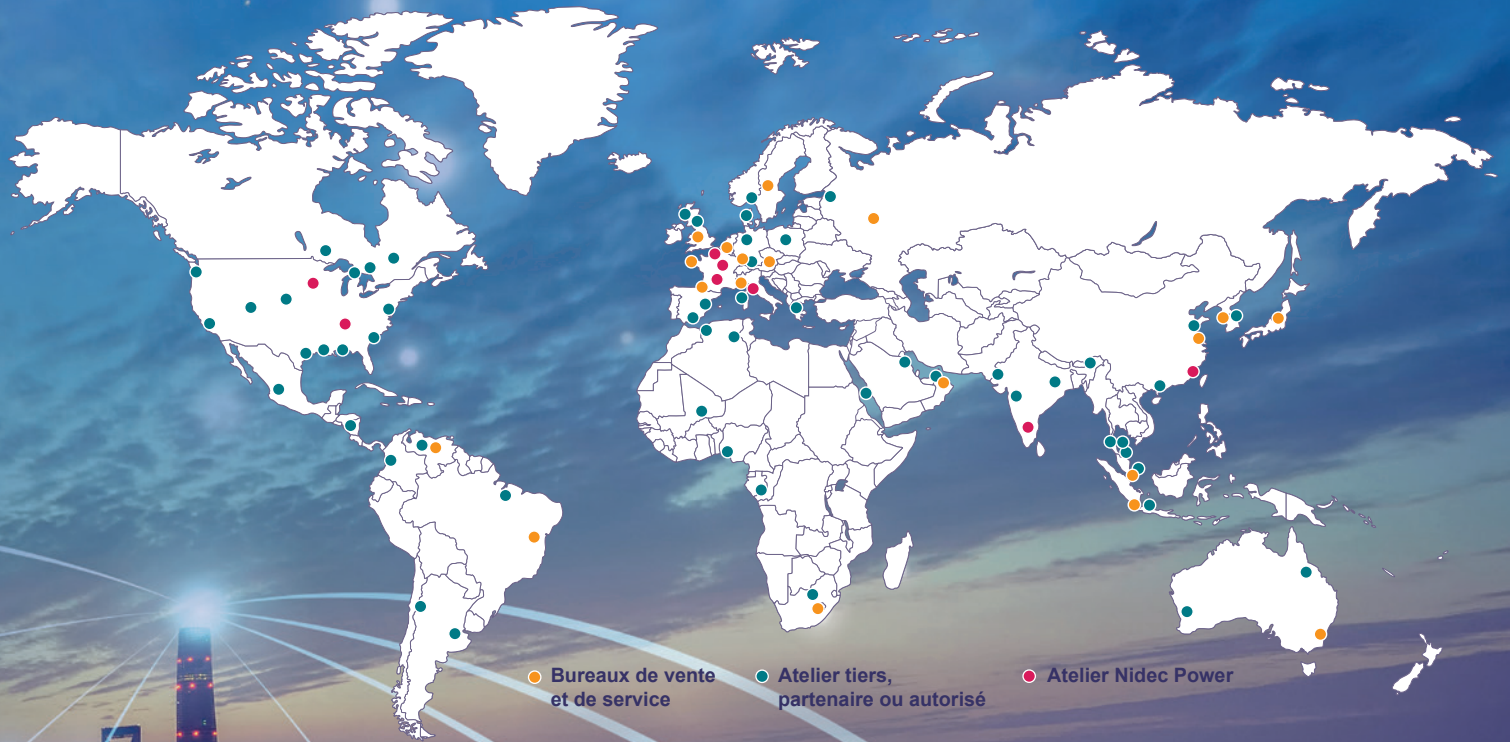 Bureaux de vente
et de service
Atelier tiers,
partenaire ou autorisé
Atelier Nidec Power